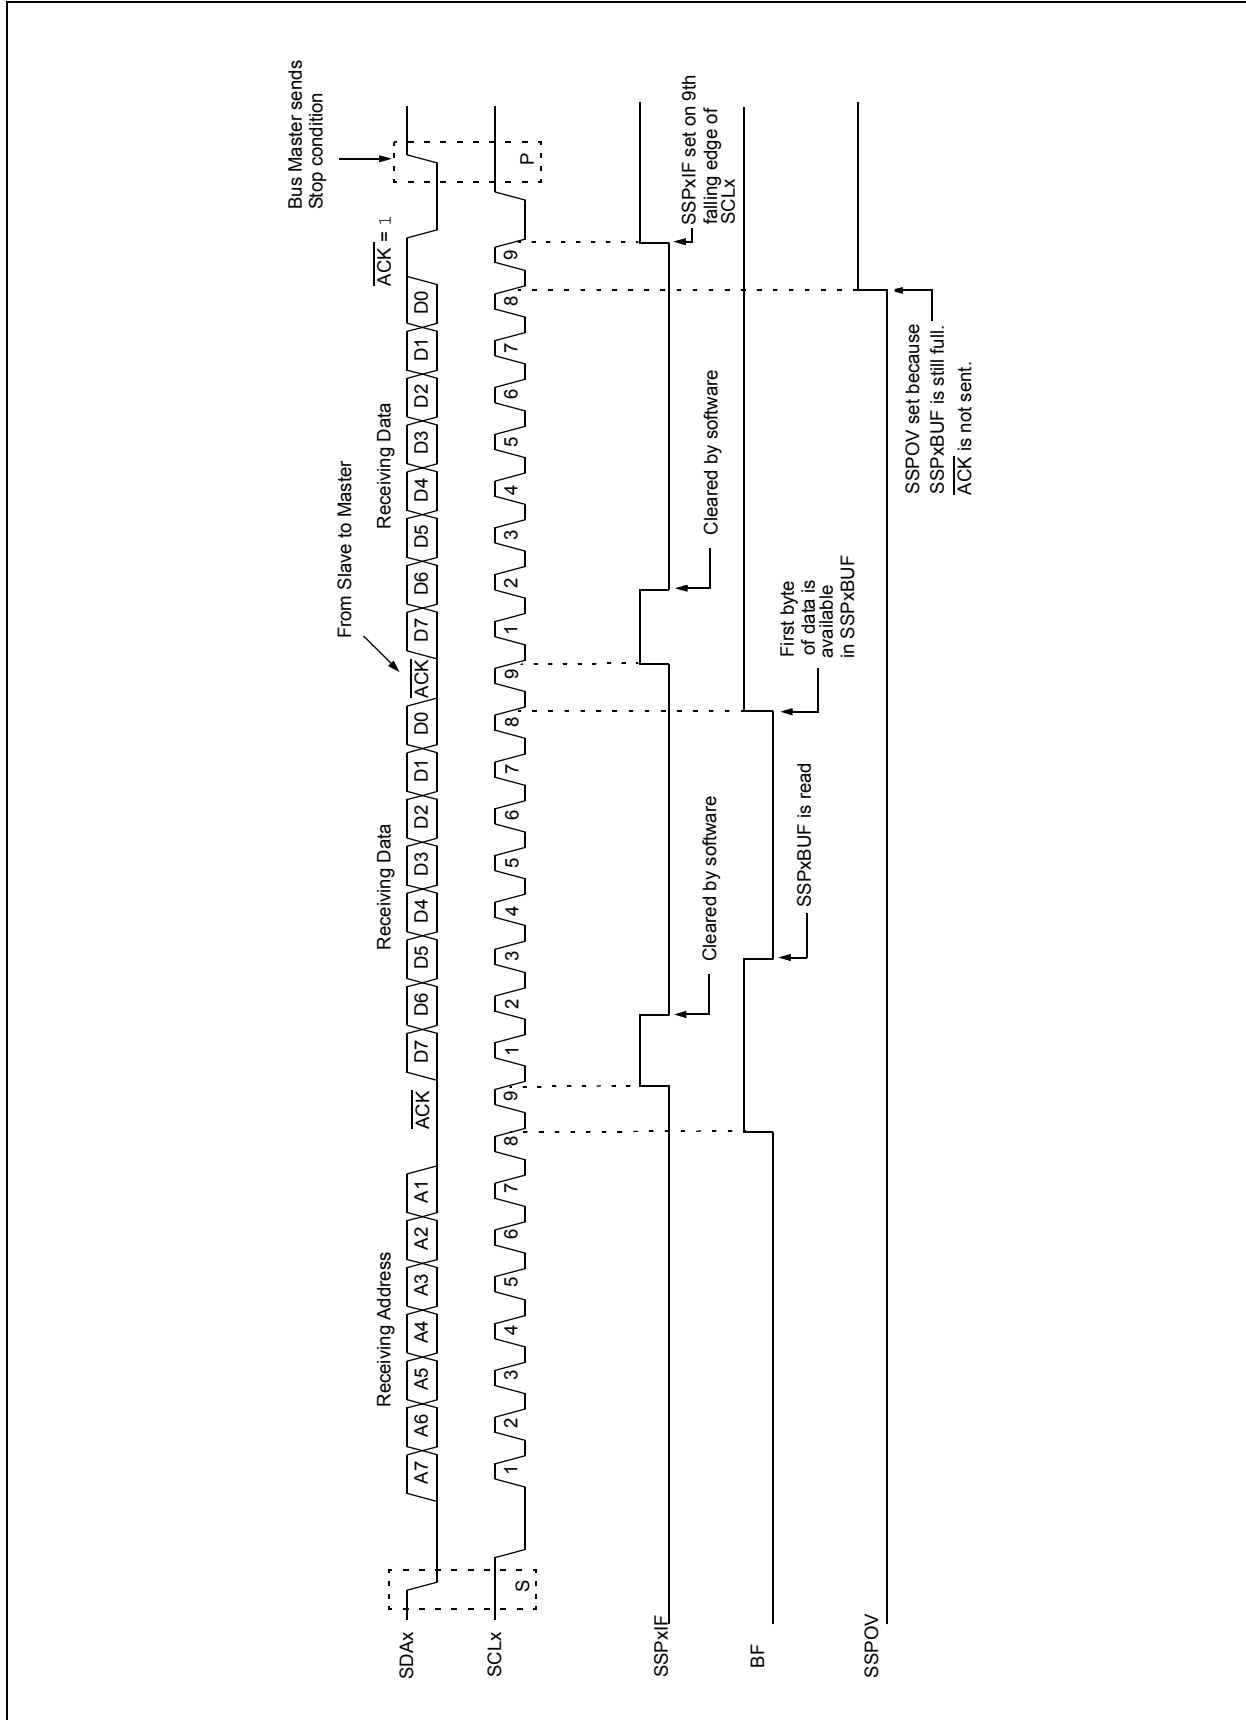 Bus Master sends
Stop condition
From Slave to Master
Receiving Address
Receiving Data
Receiving Data
ACK = 1
SDAx
A7 A6 A5 A4 A3 A2 A1
ACK
D7 D6 D5 D4 D3 D2 D1 D0
ACK
D7 D6 D5 D4 D3 D2 D1 D0
SCLx
S
1 2 3 4 5 6 7 8 9
1 2 3 4 5 6 7 8 9
1 2 3 4 5 6 7 8 9
P
SSPxIF
Cleared by software
Cleared by software
SSPxIF set on 9th
falling edge of
SCLx
BF
SSPxBUF is read
First byte
of data is
available
in SSPxBUF
SSPOV
SSPOV set because
SSPxBUF is still full.
ACK is not sent.